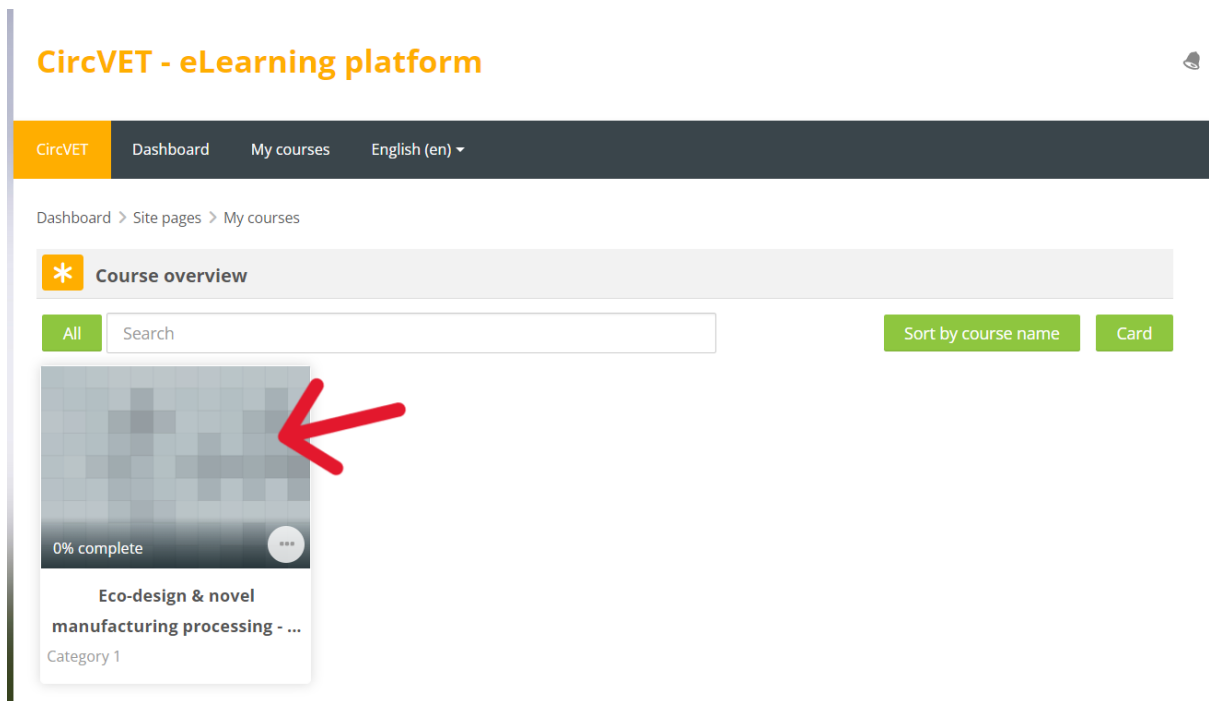 CircVET - eLearning platform
CircVET Dashboard My courses English (en)
Dashboard > Site pages > My courses
Course overview
All Search Sort by course name Card
0% complete
Eco-design & novel
manufacturing processing - ...
Category 1